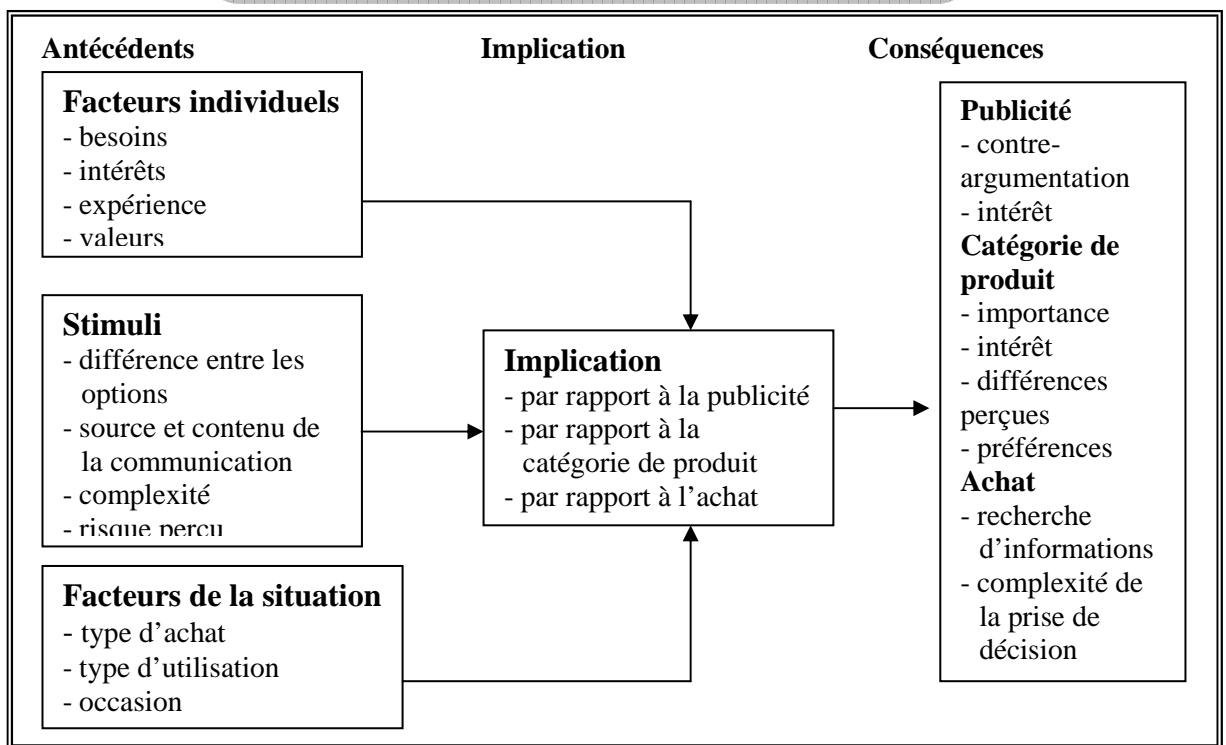 Antécédents
Implication
Conséquences
Facteurs individuels
- besoins
- intérêts
- expérience
- valeurs
Stimuli
- différence entre les
options
- source et contenu de
la communication
- complexité
- risque perçu
Facteurs de la situation
- type d’achat
- type d’utilisation
- occasion
Implication
- par rapport à la publicité
- par rapport à la
catégorie de produit
- par rapport à l’achat
Publicité
- contre-
argumentation
- intérêt
Catégorie de
produit
- importance
- intérêt
- différences
perçues
- préférences
Achat
- recherche
d’informations
- complexité de
la prise de
décision